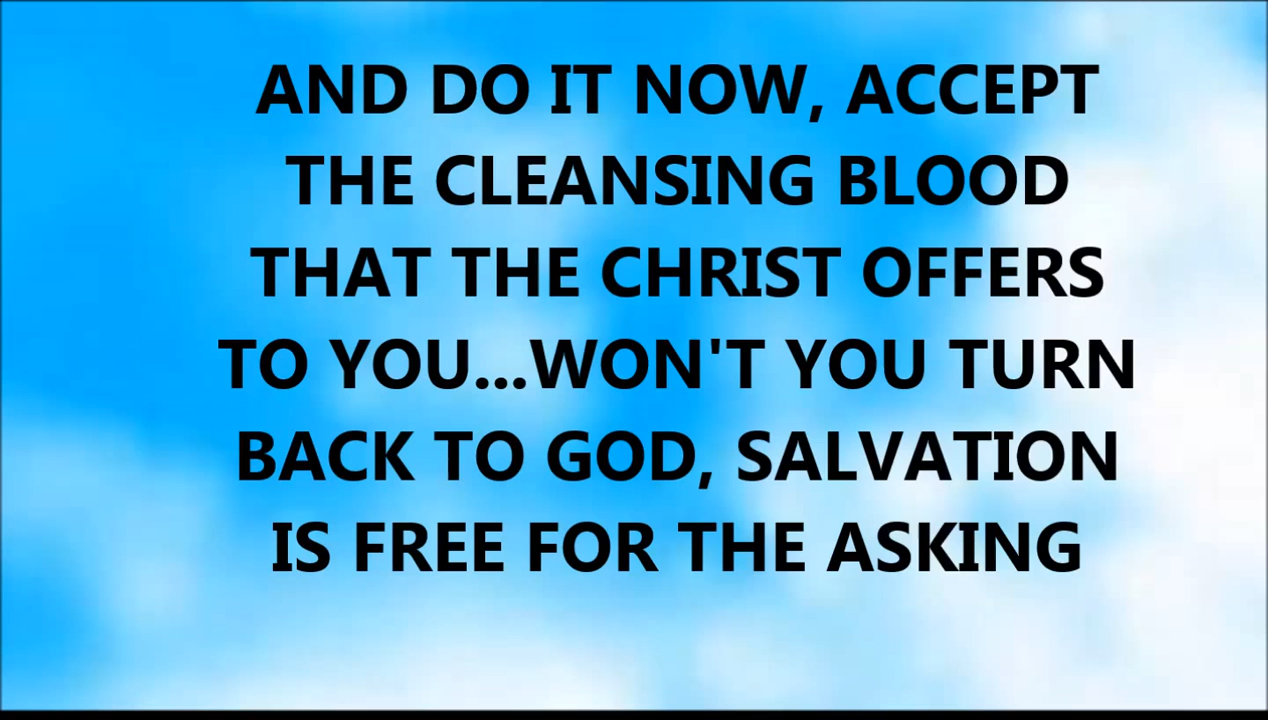 AND DO IT NOW, ACCEPT
THE CLEANSING BLOOD
THAT THE CHRIST OFFERS
TO YOU...WON'T YOU TURN
BACK TO GOD, SALVATION
IS FREE FOR THE ASKING